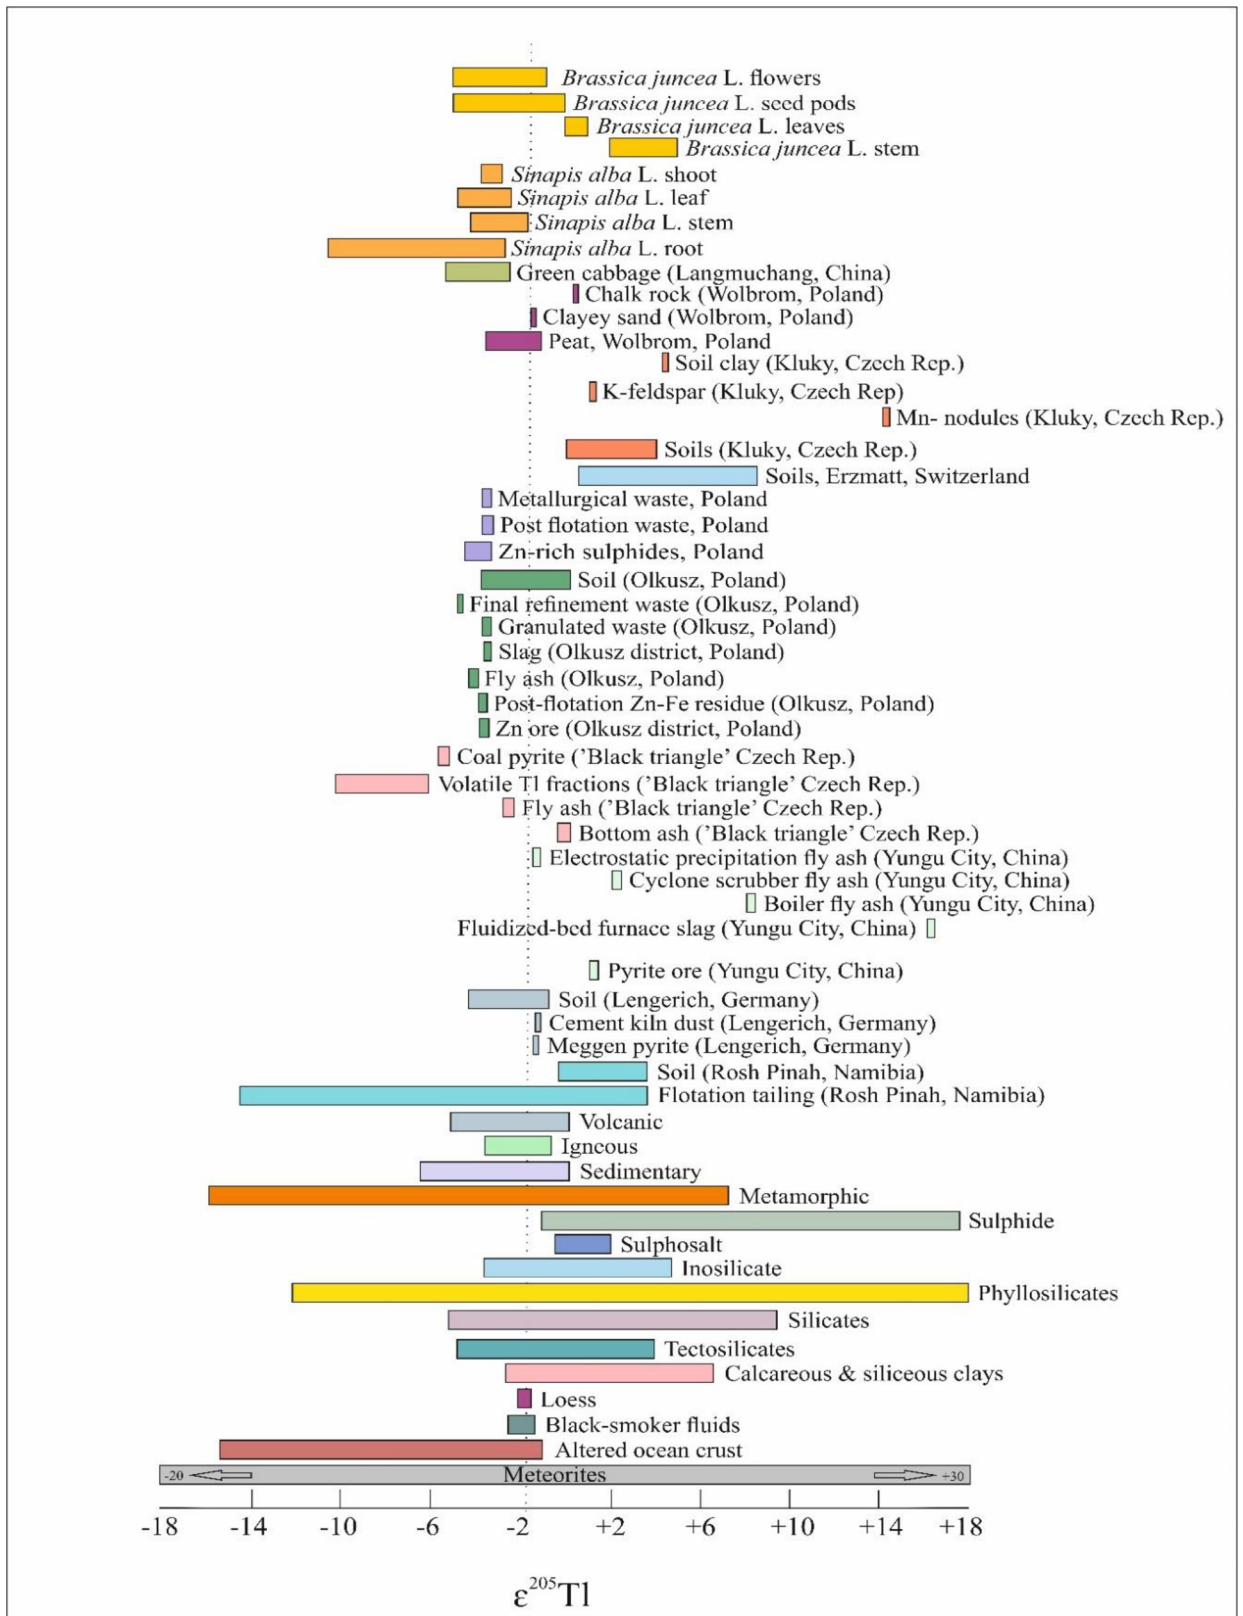 Brassica juncea L. flowers
Brassica juncea L. seed pods
Brassica juncea L. leaves
Brassica juncea L. stem
Sinapis alba L. shoot
Sinapis alba L. leaf
Sinapis alba L. stem
Sinapis alba L. root
Green cabbage (Langmuchang, China)
Chalk rock (Wolbrom, Poland)
Clayey sand (Wolbrom, Poland)
Peat, Wolbrom, Poland
Soil clay (Kluky, Czech Rep.)
K-feldspar (Kluky, Czech Rep)
Mn- nodules (Kluky, Czech Rep.)
Soils (Kluky, Czech Rep.)
Soils, Erzmatt, Switzerland
Metallurgical waste, Poland
Post flotation waste, Poland
Zn-rich sulphides, Poland
Soil (Olkusz, Poland)
Final refinement waste (Olkusz, Poland)
Granulated waste (Olkusz, Poland)
Slag (Olkusz district, Poland)
Fly ash (Olkusz, Poland)
Post-flotation Zn-Fe residue (Olkusz, Poland)
Zn ore (Olkusz district, Poland)
Coal pyrite ('Black triangle' Czech Rep.)
Volatile Tl fractions ('Black triangle' Czech Rep.)
Fly ash ('Black triangle' Czech Rep.)
Bottom ash ('Black triangle' Czech Rep.)
Electrostatic precipitation fly ash (Yungu City, China)
Cyclone scrubber fly ash (Yungu City, China)
Boiler fly ash (Yungu City, China)
Fluidized-bed furnace slag (Yungu City, China)
Pyrite ore (Yungu City, China)
Soil (Lengerich, Germany)
Cement kiln dust (Lengerich, Germany)
Meggen pyrite (Lengerich, Germany)
Soil (Rosh Pinah, Namibia)
Flotation tailing (Rosh Pinah, Namibia)
Volcanic
Igneous
Sedimentary
Metamorphic
Sulphide
Sulphosalt
Inosilicate
Phyllosilicates
Silicates
Tectosilicates
Calcareous & siliceous clays
Loess
Black-smoker fluids
Altered ocean crust
-20 Meteorites +30
-18 -14 -10 -6 -2 +2 +6 +10 +14 +18
ε²⁰⁵Tl